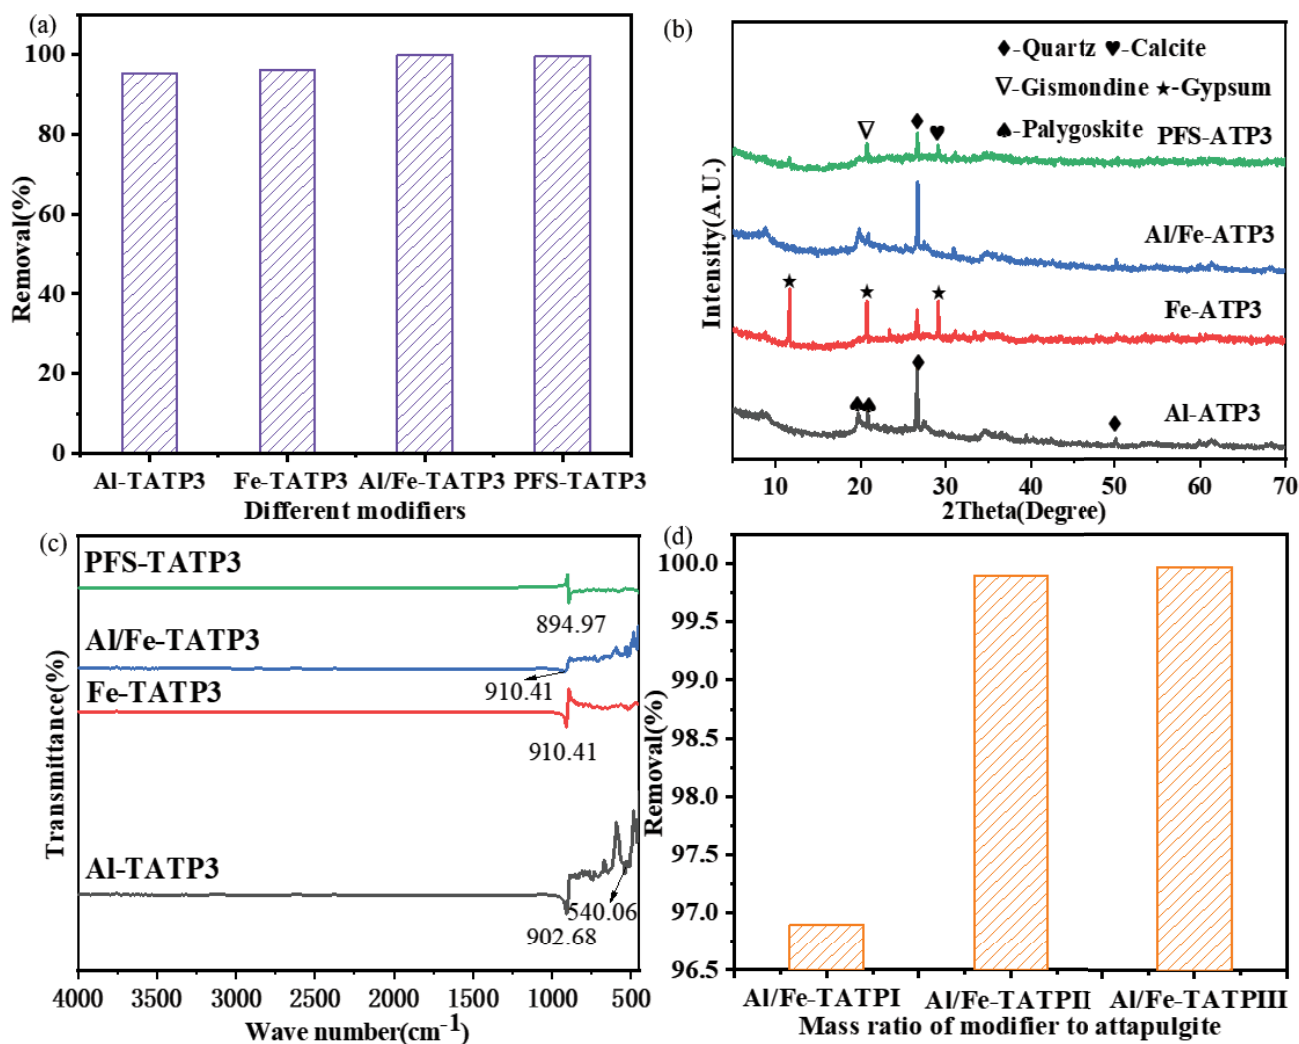 (a)
100
80
60
40
20
0
Removal(%)
Al-TATP3 Fe-TATP3 Al/Fe-TATP3 PFS-TATP3
Different modifiers
(b)
♦-Quartz ♥-Calcite
▽-Gismondine ★-Gypsum
♠-Palygoskite
PFS-ATP3
Al/Fe-ATP3
Fe-ATP3
Al-ATP3
Intensity(A.U.)
10 20 30 40 50 60 70
2Theta(Degree)
(c)
PFS-TATP3
894.97
Al/Fe-TATP3
910.41
Fe-TATP3
910.41
Al-TATP3
540.06
902.68
Transmittance(%)
4000 3500 3000 2500 2000 1500 1000 500
Wave number(cm⁻¹)
(d)
100.0
99.5
99.0
98.5
98.0
97.5
97.0
96.5
Removal(%)
Al/Fe-TATPI Al/Fe-TATPII Al/Fe-TATPIII
Mass ratio of modifier to attapulgite